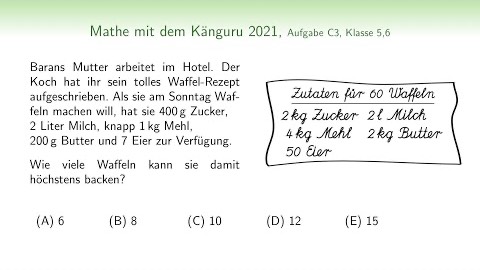 Mathe mit dem Känguru 2021, Aufgabe C3, Klasse 5,6
Barans Mutter arbeitet im Hotel. Der
Koch hat ihr sein tolles Waffel-Rezept
aufgeschrieben. Als sie am Sonntag Waf-
feln machen will, hat sie 400 g Zucker,
2 Liter Milch, knapp 1 kg Mehl,
200 g Butter und 7 Eier zur Verfügung.
Wie viele Waffeln kann sie damit
höchstens backen?
Zutaten für 60 Waffeln
2 kg Zucker 2 l Milch
4 kg Mehl 2 kg Butter
50 Eier
(A) 6 (B) 8 (C) 10 (D) 12 (E) 15